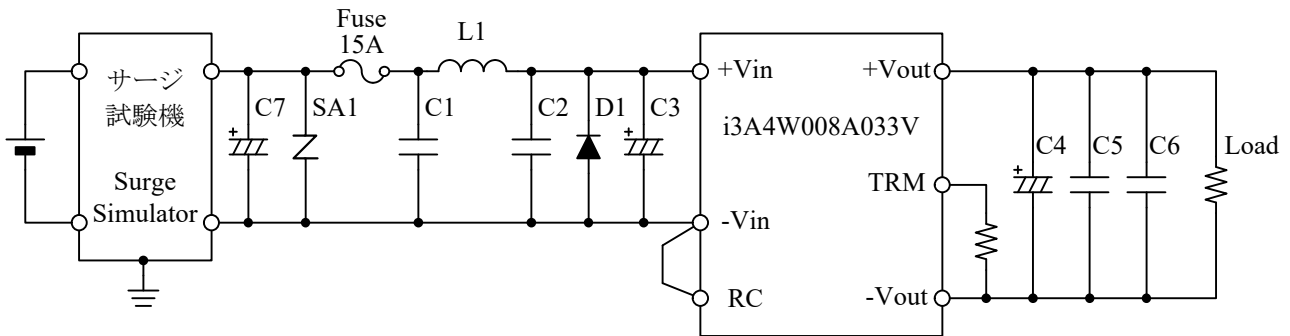 Fuse
15A
L1
サージ
試験機
Surge
Simulator
C7
+
SA1
C1
C2
D1
C3
+
+Vin
+Vout
i3A4W008A033V
TRM
-Vin
RC
-Vout
C4
+
C5
C6
Load